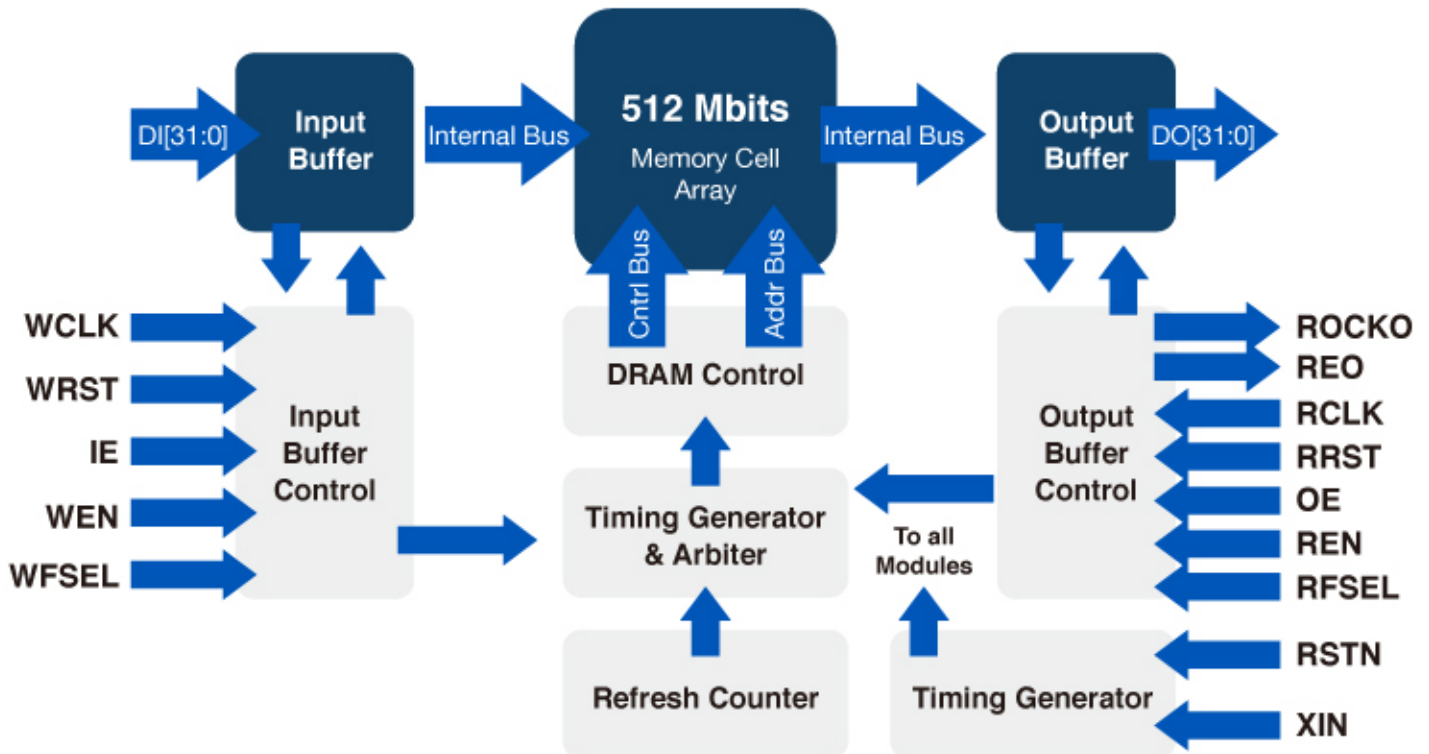 DI[31:0]
Input
Buffer
Internal Bus
512 Mbits
Memory Cell
Array
Internal Bus
Output
Buffer
DO[31:0]
Cntrl Bus
Addr Bus
WCLK
WRST
IE
WEN
WFSEL
Input
Buffer
Control
DRAM Control
Timing Generator
& Arbiter
Refresh Counter
To all
Modules
Timing Generator
Output
Buffer
Control
ROCKO
REO
RCLK
RRST
OE
REN
RFSEL
RSTN
XIN